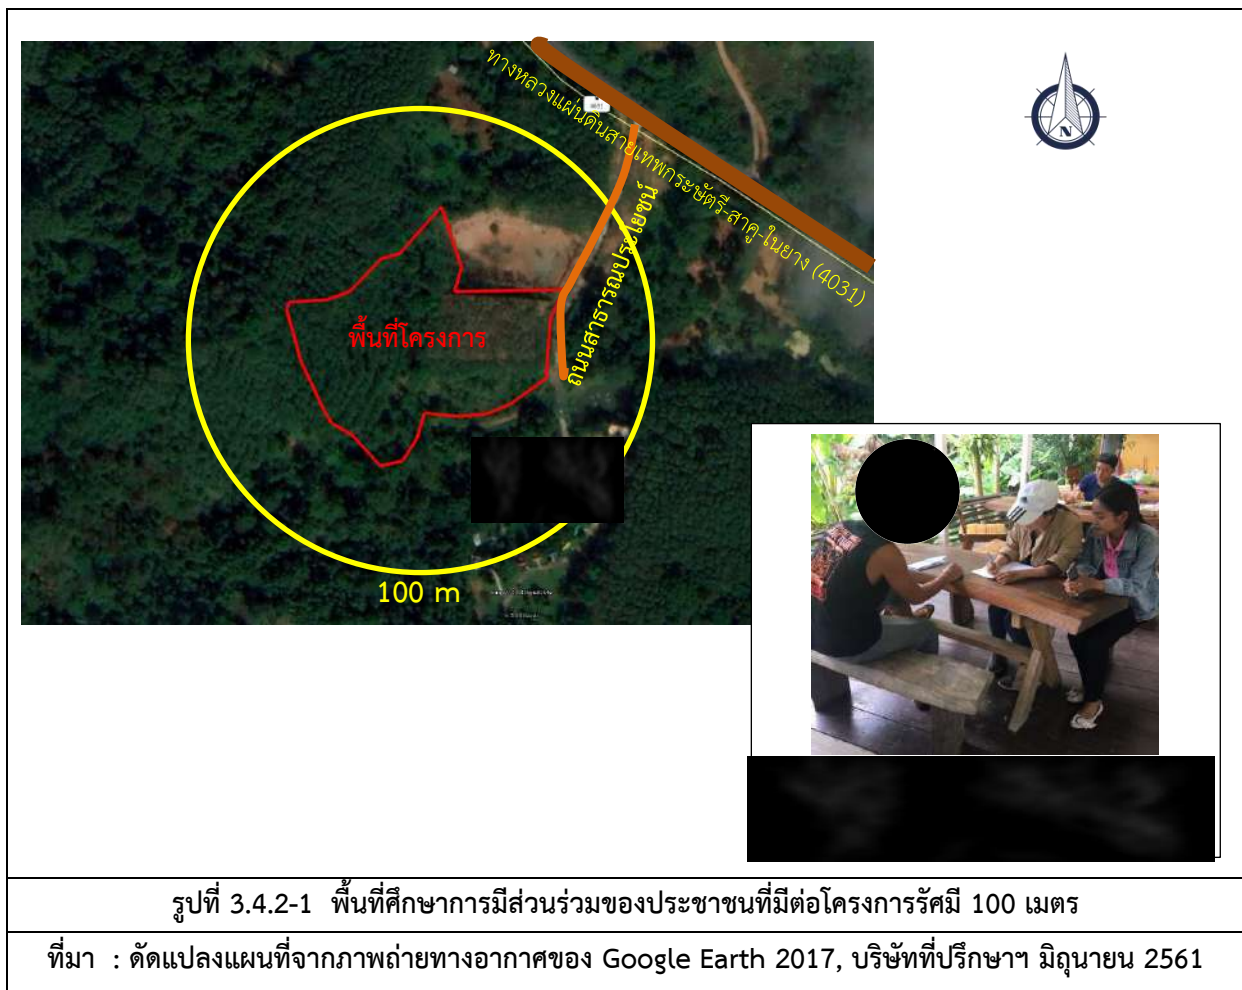 ทางหลวงแผ่นดินสายเทพกระษัตรี-สาคู-ในยาง (4031)
N
ถนนสาธารณประโยชน์
พื้นที่โครงการ
100 m
รูปที่ 3.4.2-1 พื้นที่ศึกษาการมีส่วนร่วมของประชาชนที่มีต่อโครงการรัศมี 100 เมตร
ที่มา : ดัดแปลงแผนที่จากภาพถ่ายทางอากาศของ Google Earth 2017, บริษัทที่ปรึกษาฯ มิถุนายน 2561